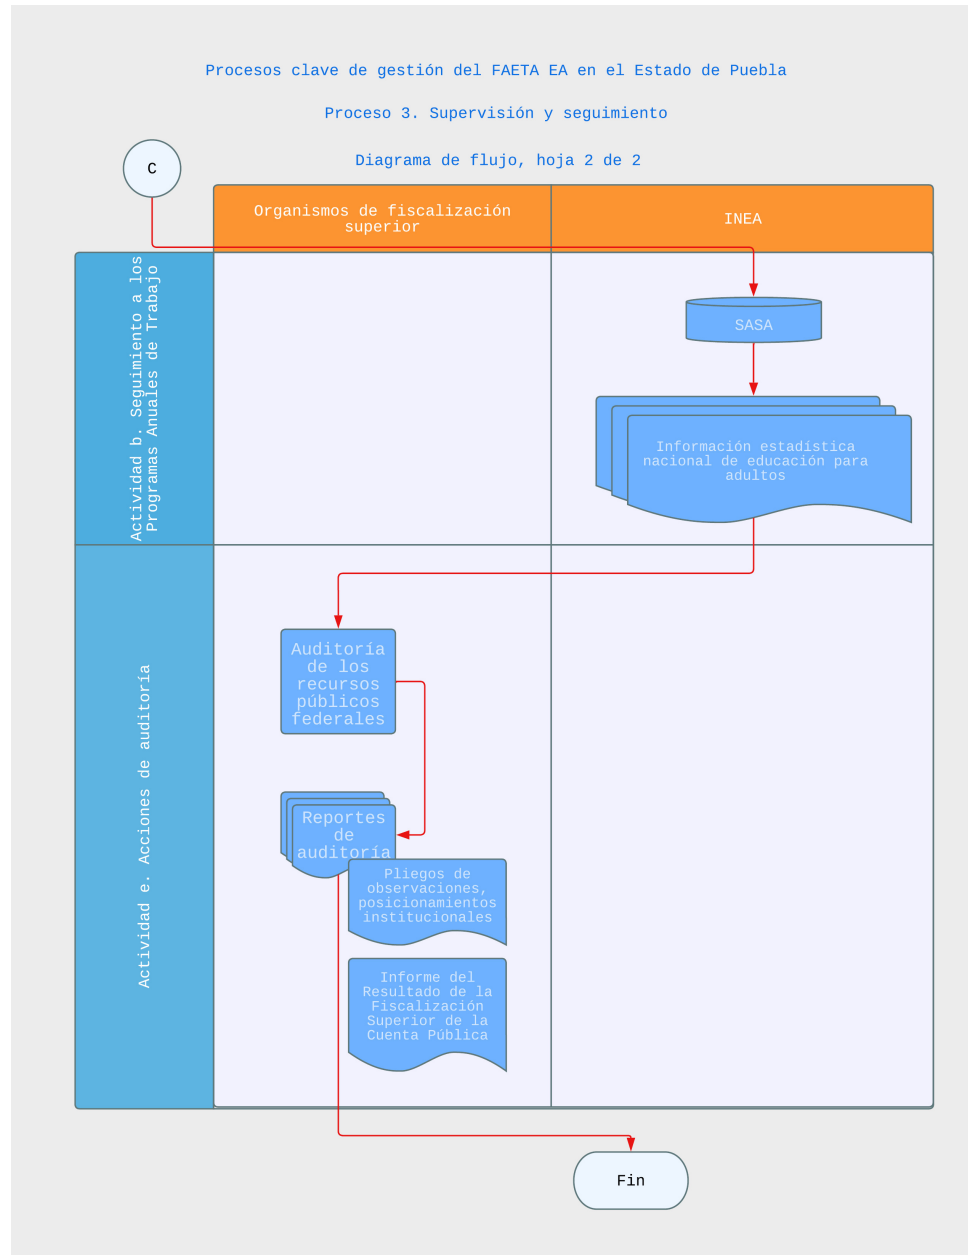 Procesos clave de gestión del FAETA EA en el Estado de Puebla
Proceso 3. Supervisión y seguimiento
Diagrama de flujo, hoja 2 de 2
C
Organismos de fiscalización
superior
INEA
Actividad b. Seguimiento a los
Programas Anuales de Trabajo
SASA
Información estadística
nacional de educación para
adultos
Actividad e. Acciones de auditoría
Auditoría
de los
recursos
públicos
federales
Reportes
de
auditoría
Pliegos de
observaciones,
posicionamientos
institucionales
Informe del
Resultado de la
Fiscalización
Superior de la
Cuenta Pública
Fin